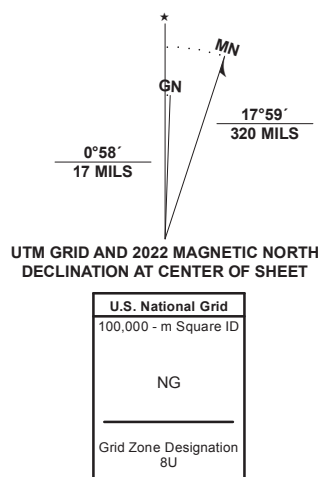 ★
MN
GN
17°59´
320 MILS
0°58´
17 MILS
UTM GRID AND 2022 MAGNETIC NORTH
DECLINATION AT CENTER OF SHEET
U.S. National Grid
100,000 - m Square ID
NG
Grid Zone Designation
8U